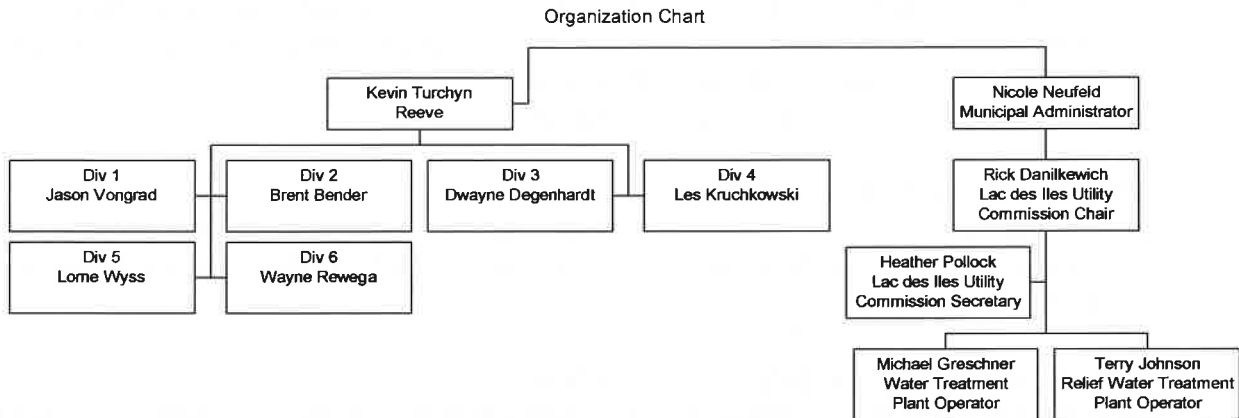 Organization Chart
Kevin Turchyn
Reeve
Nicole Neufeld
Municipal Administrator
Div 1
Jason Vongrad
Div 2
Brent Bender
Div 3
Dwayne Degenhardt
Div 4
Les Kruchkowski
Rick Danilkewich
Lac des Iles Utility
Commission Chair
Div 5
Lorne Wyss
Div 6
Wayne Rewega
Heather Pollock
Lac des Iles Utility
Commission Secretary
Michael Greschner
Water Treatment
Plant Operator
Terry Johnson
Relief Water Treatment
Plant Operator